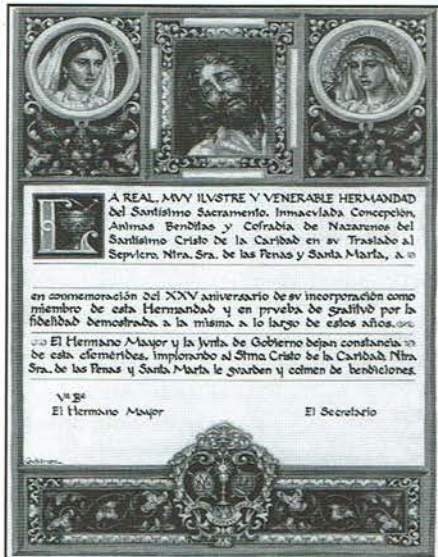 LA REAL, MVY ILVSTRE Y VENERABLE HERMANDAD
del Santísimo Sacramento, Inmacvlada Concepción,
Animas Benditas y Cofradía de Nazarenos del
Santísimo Cristo de la Caridad en sv Traslado al
Sepvlcro, Ntra. Sra. de las Penas y Santa Marta, a
en conmemoración del XXV aniversario de sv incorporación como
miembro de esta Hermandad y en prveba de gratitvd por la
fidelidad demostrada a la misma a lo largo de estos años.
El Hermano Mayor y la Jvnta de Gobierno dejan constancia
de esta efemérides, implorando al Stmo. Cristo de la Caridad, Ntra
Sra. de las Penas y Santa Marta le gvarden y colmen de bendiciones.
Vº Bº
El Hermano Mayor El Secretario